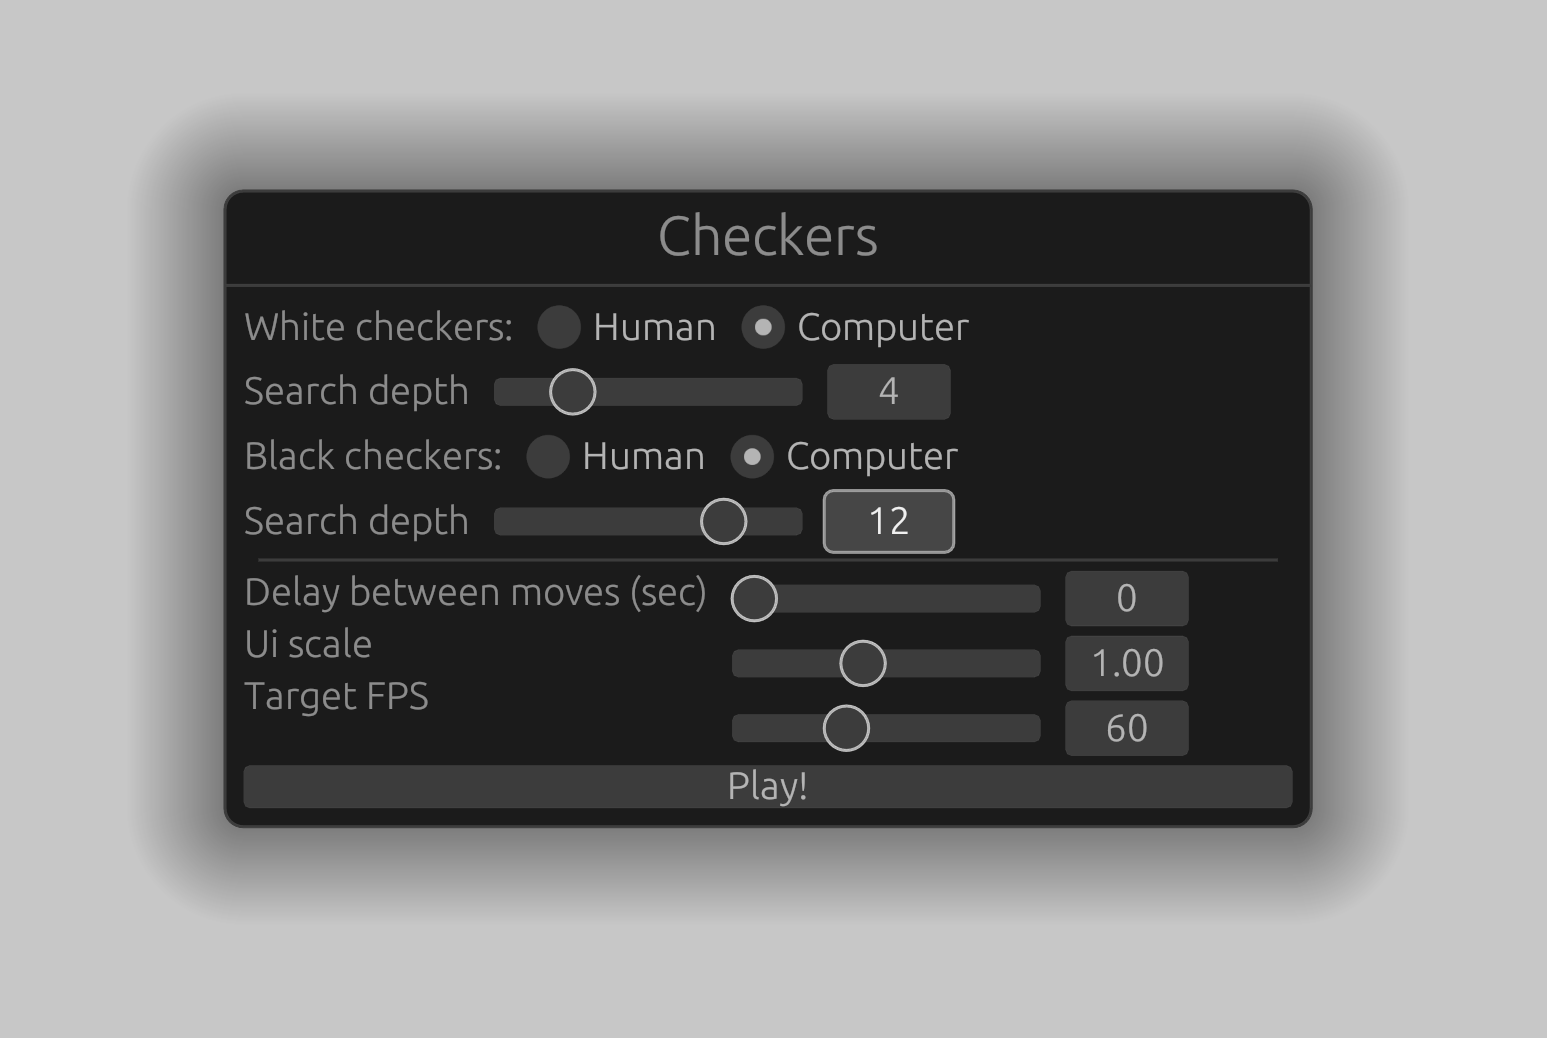 Checkers
White checkers: Human Computer
Search depth 4
Black checkers: Human Computer
Search depth 12
Delay between moves (sec) 0
Ui scale 1.00
Target FPS 60
Play!